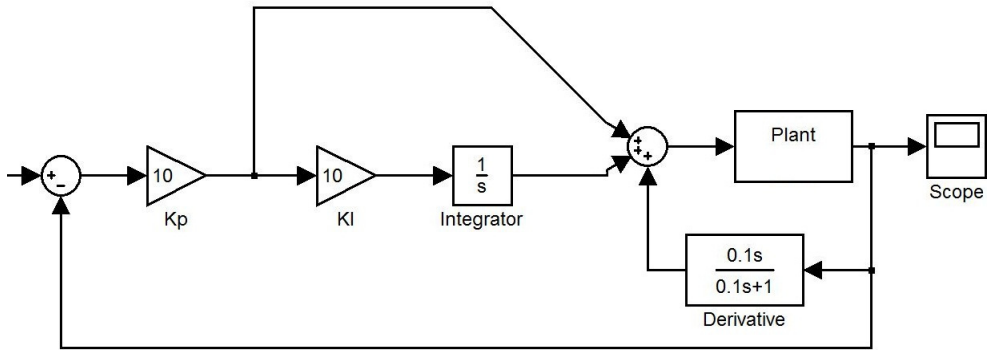 Plant
+
+
+
+
−
10
10
1
s
Scope
Kp
KI
Integrator
0.1s
0.1s+1
Derivative